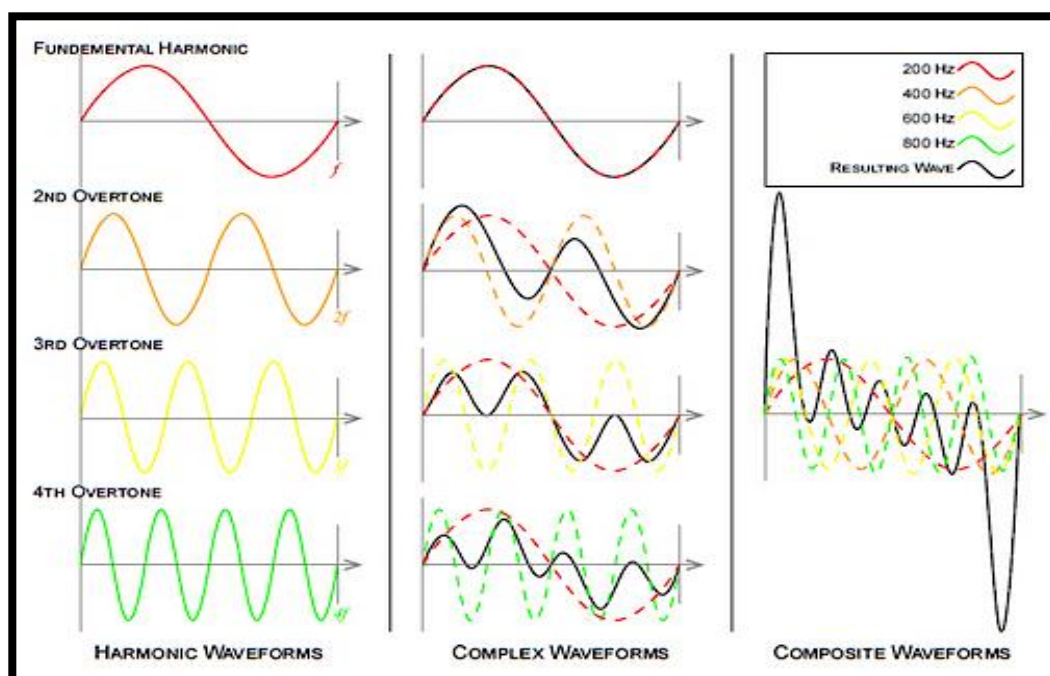 FUNDEMENTAL HARMONIC
f
2ND OVERTONE
2f
3RD OVERTONE
3f
4TH OVERTONE
4f
HARMONIC WAVEFORMS
COMPLEX WAVEFORMS
200 Hz
400 Hz
600 Hz
800 Hz
RESULTING WAVE
COMPOSITE WAVEFORMS